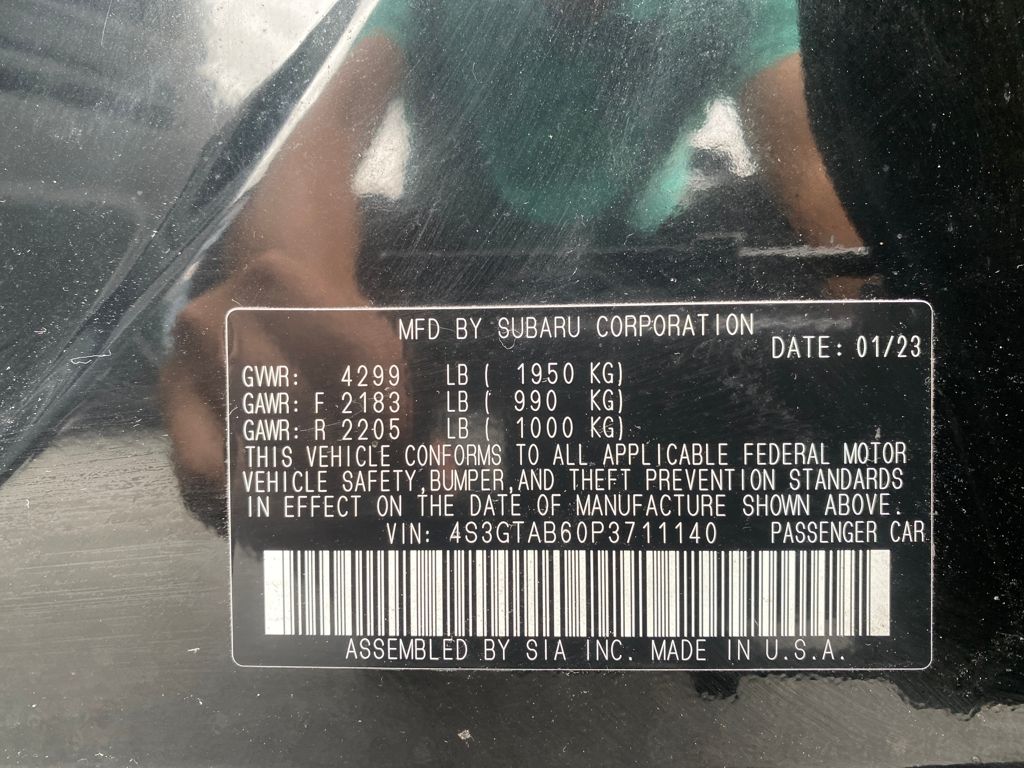 MFD BY SUBARU CORPORATION
DATE: 01/23
GVWR: 4299 LB ( 1950 KG)
GAWR: F 2183 LB ( 990 KG)
GAWR: R 2205 LB ( 1000 KG)
THIS VEHICLE CONFORMS TO ALL APPLICABLE FEDERAL MOTOR
VEHICLE SAFETY,BUMPER,AND THEFT PREVENTION STANDARDS
IN EFFECT ON THE DATE OF MANUFACTURE SHOWN ABOVE.
VIN: 4S3GTAB60P3711140 PASSENGER CAR
ASSEMBLED BY SIA INC. MADE IN U.S.A.